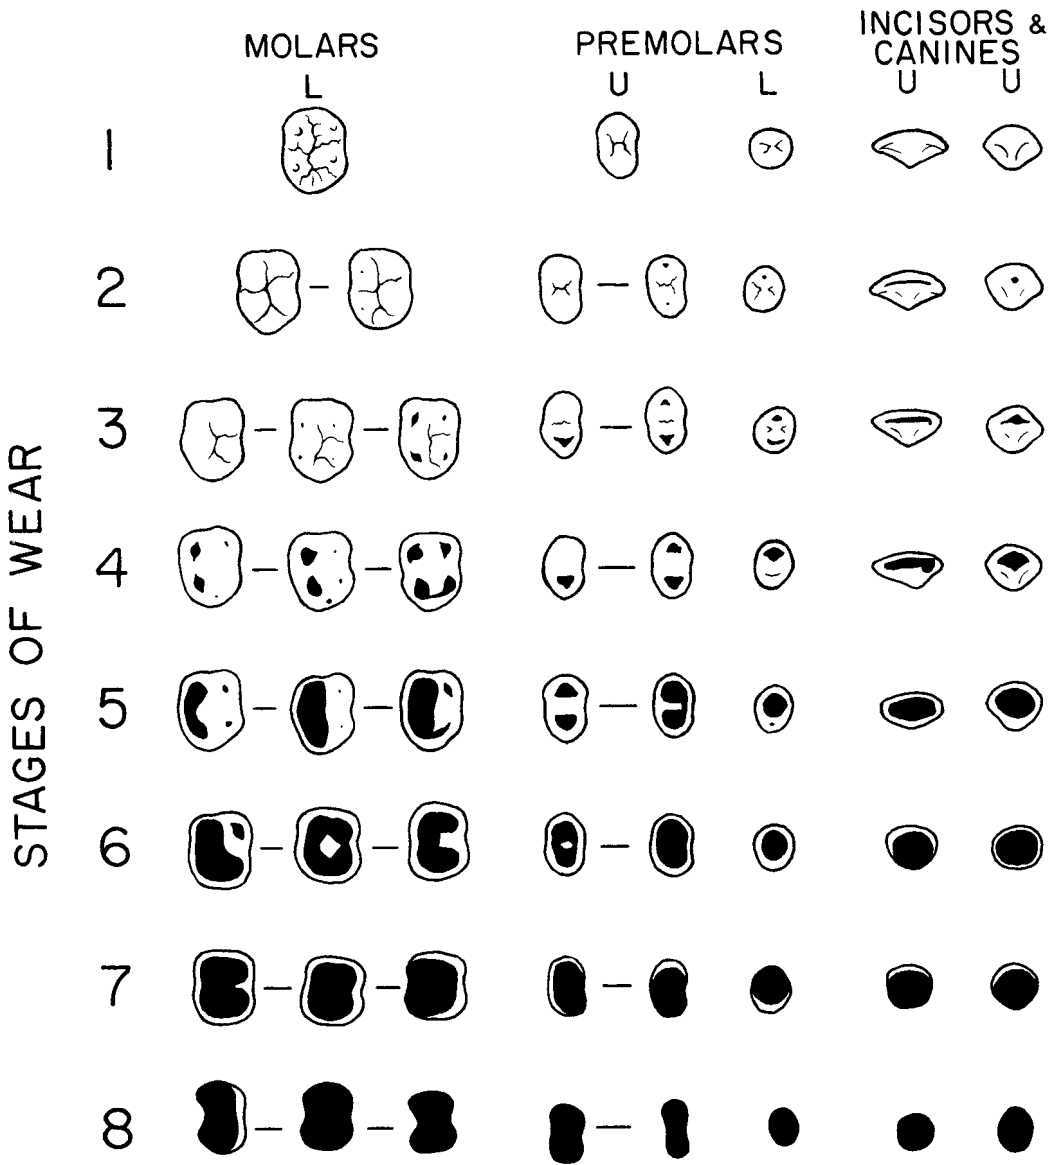 MOLARS
L
PREMOLARS
U L
INCISORS &
CANINES
U U
STAGES OF WEAR
1
2
3
4
5
6
7
8